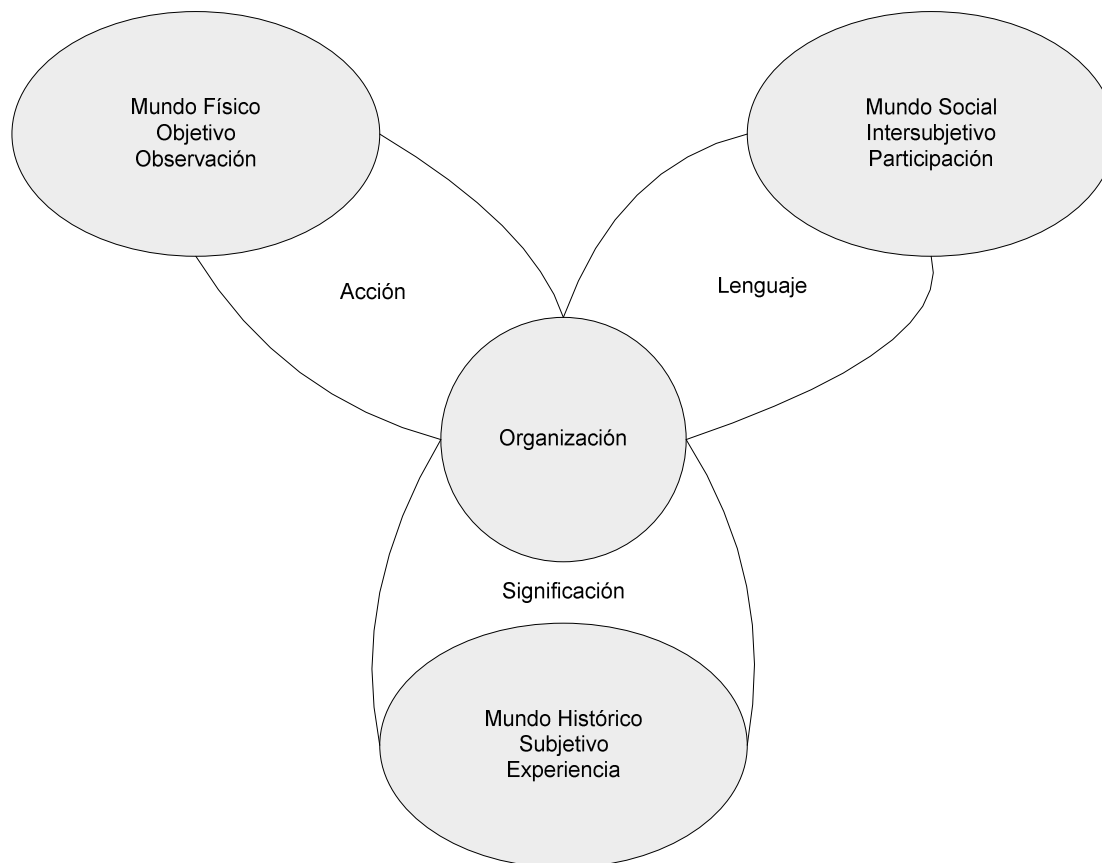 Mundo Físico
Objetivo
Observación
Mundo Social
Intersubjetivo
Participación
Acción
Lenguaje
Organización
Significación
Mundo Histórico
Subjetivo
Experiencia